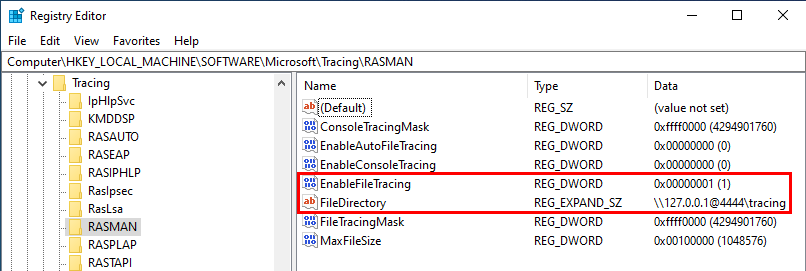 Registry Editor
File Edit View Favorites Help
Computer\HKEY_LOCAL_MACHINE\SOFTWARE\Microsoft\Tracing\RASMAN
Tracing
IpHlpSvc
KMDDSP
RASAUTO
RASEAP
RASIPHLP
RasIpsec
RasLsa
RASMAN
RASPLAP
RASTAPI
Name Type Data
(Default) REG_SZ (value not set)
ConsoleTracingMask REG_DWORD 0xffff0000 (4294901760)
EnableAutoFileTracing REG_DWORD 0x00000000 (0)
EnableConsoleTracing REG_DWORD 0x00000000 (0)
EnableFileTracing REG_DWORD 0x00000001 (1)
FileDirectory REG_EXPAND_SZ \\127.0.0.1@4444\tracing
FileTracingMask REG_DWORD 0xffff0000 (4294901760)
MaxFileSize REG_DWORD 0x00100000 (1048576)